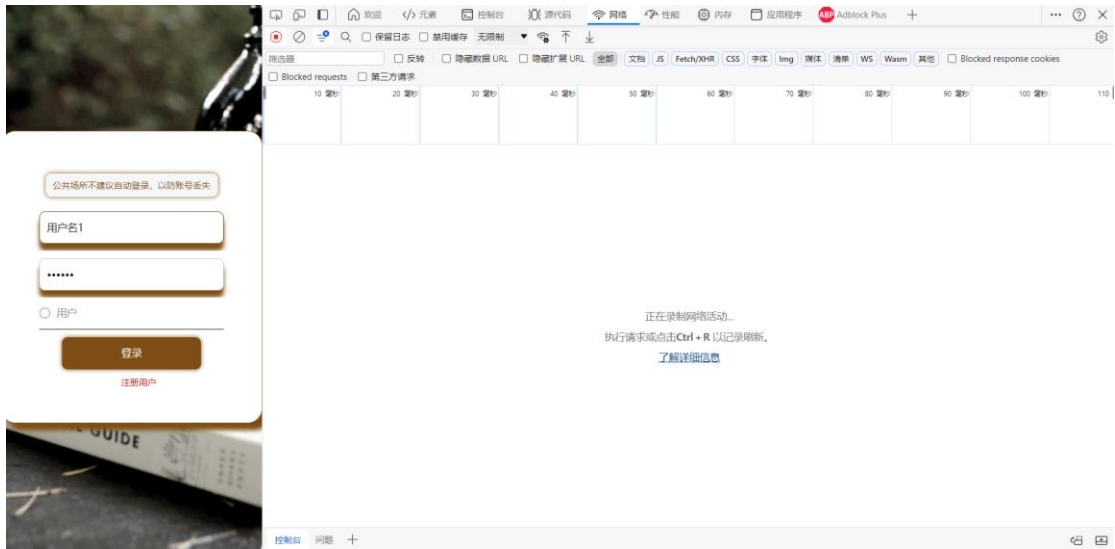 欢迎 元素 控制台 源代码 网络 性能 内存 应用程序 ABP Adblock Plus
保留日志 禁用缓存 无限制
筛选器 反转 隐藏数据 URL 隐藏扩展 URL 全部 文档 JS Fetch/XHR CSS 字体 Img 媒体 清单 WS Wasm 其他 Blocked response cookies
Blocked requests 第三方请求
10 毫秒 20 毫秒 30 毫秒 40 毫秒 50 毫秒 60 毫秒 70 毫秒 80 毫秒 90 毫秒 100 毫秒 110
公共场所不建议自动登录，以防账号丢失
用户名1
••••••
用户
登录
注册用户
GUIDE
正在录制网络活动...
执行请求或点击Ctrl + R 以记录刷新。
了解详细信息
控制台 问题